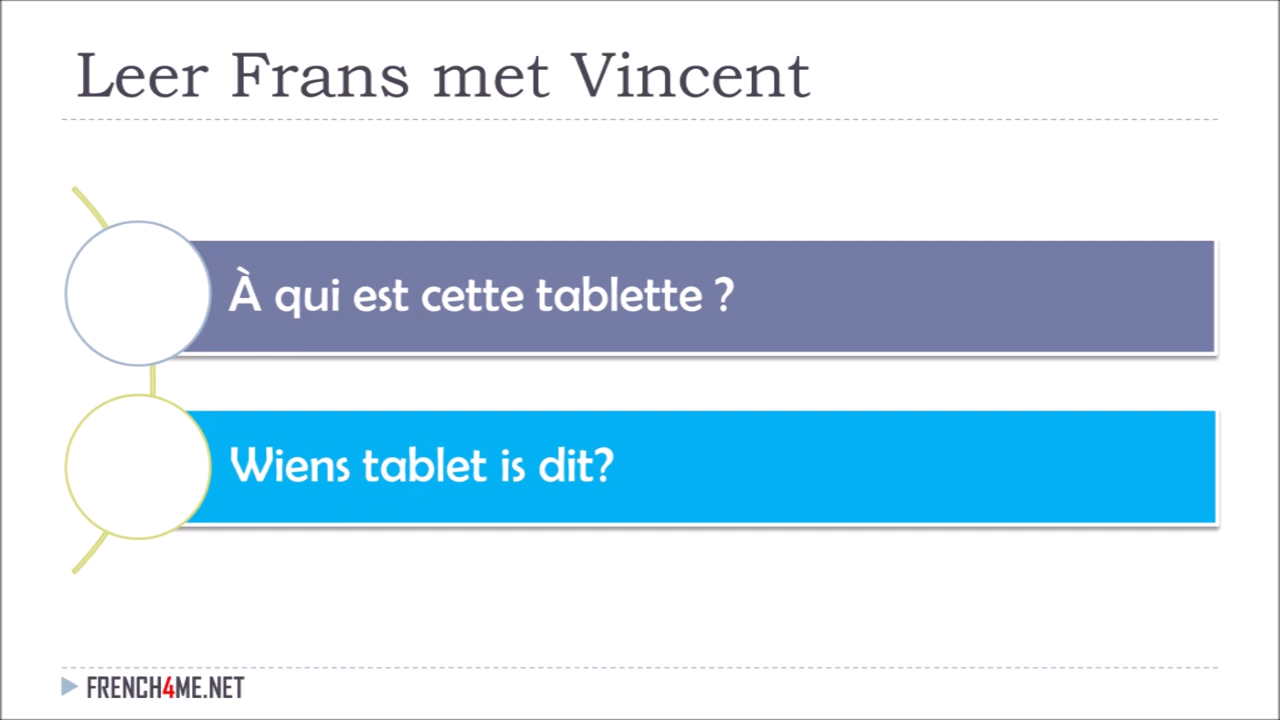 Leer Frans met Vincent
À qui est cette tablette ?
Wiens tablet is dit?
FRENCH4ME.NET